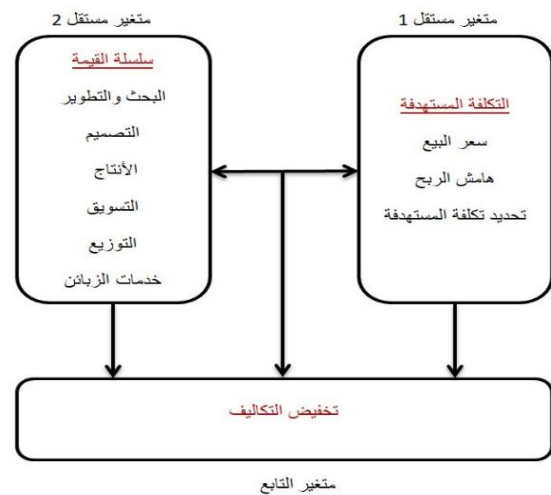 متغير مستقل 1
التكلفة المستهدفة
سعر البيع
هامش الربح
تحديد تكلفة المستهدفة
متغير مستقل 2
سلسلة القيمة
البحث والتطوير
التصميم
الأنتاج
التسويق
التوزيع
خدمات الزبائن
تخفيض التكاليف
متغير التابع